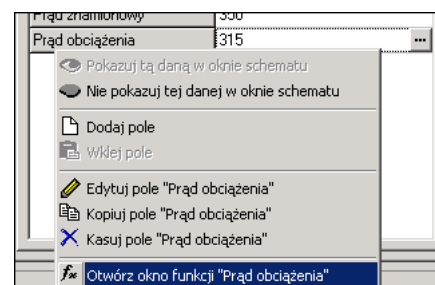 Prąd znamionowy 350
Prąd obciążenia 315 ...
Pokazuj tą daną w oknie schematu
Nie pokazuj tej danej w oknie schematu
Dodaj pole
Wklej pole
Edytuj pole "Prąd obciążenia"
Kopiuj pole "Prąd obciążenia"
Kasuj pole "Prąd obciążenia"
Otwórz okno funkcji "Prąd obciążenia"